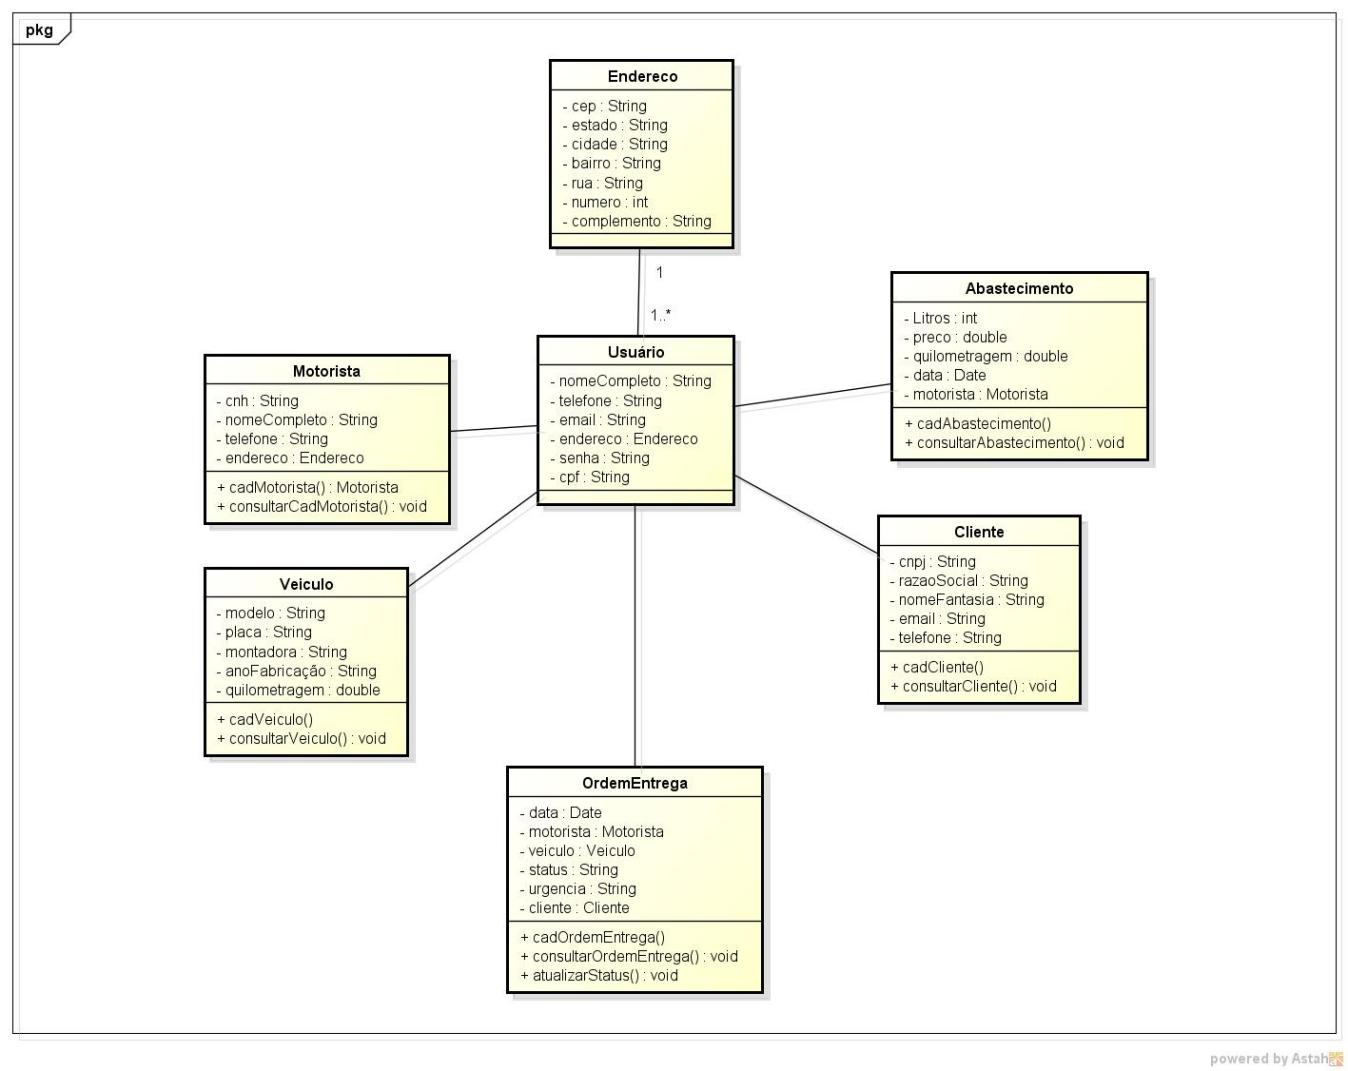 pkg
Endereco
- cep : String
- estado : String
- cidade : String
- bairro : String
- rua : String
- numero : int
- complemento : String
1
1..*
Usuário
- nomeCompleto : String
- telefone : String
- email : String
- endereco : Endereco
- senha : String
- cpf : String
Abastecimento
- Litros : int
- preco : double
- quilometragem : double
- data : Date
- motorista : Motorista
+ cadAbastecimento()
+ consultarAbastecimento() : void
Motorista
- cnh : String
- nomeCompleto : String
- telefone : String
- endereco : Endereco
+ cadMotorista() : Motorista
+ consultarCadMotorista() : void
Cliente
- cnpj : String
- razaoSocial : String
- nomeFantasia : String
- email : String
- telefone : String
+ cadCliente()
+ consultarCliente() : void
Veiculo
- modelo : String
- placa : String
- montadora : String
- anoFabricação : String
- quilometragem : double
+ cadVeiculo()
+ consultarVeiculo() : void
OrdemEntrega
- data : Date
- motorista : Motorista
- veiculo : Veiculo
- status : String
- urgencia : String
- cliente : Cliente
+ cadOrdemEntrega()
+ consultarOrdemEntrega() : void
+ atualizarStatus() : void
powered by Astah